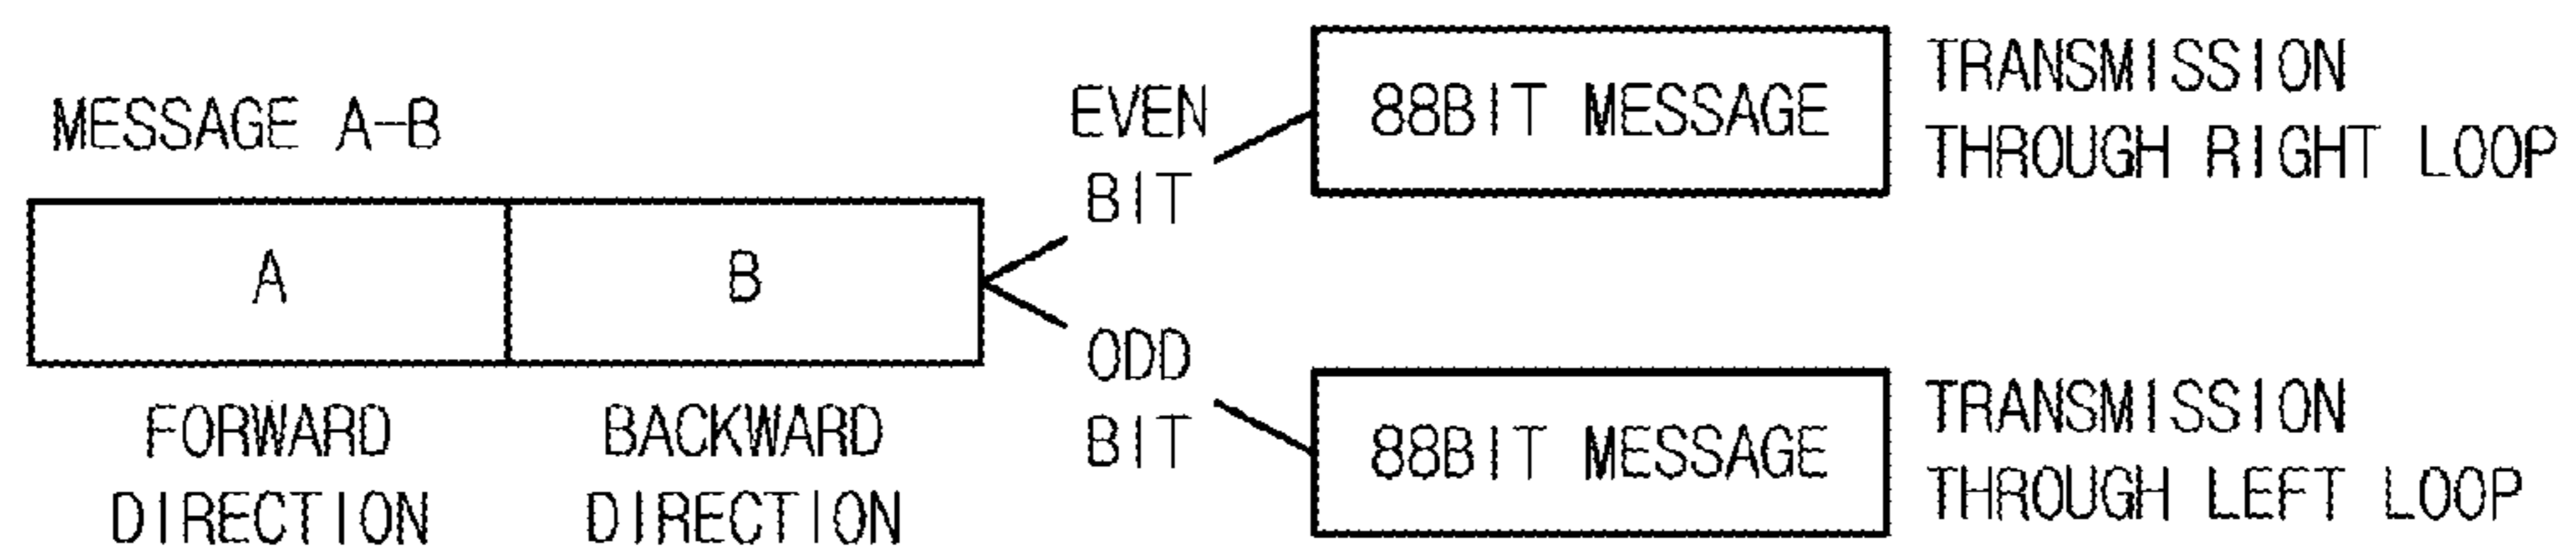 MESSAGE A-B
A
B
FORWARD
DIRECTION
BACKWARD
DIRECTION
EVEN
BIT
ODD
BIT
88BIT MESSAGE
TRANSMISSION
THROUGH RIGHT LOOP
88BIT MESSAGE
TRANSMISSION
THROUGH LEFT LOOP